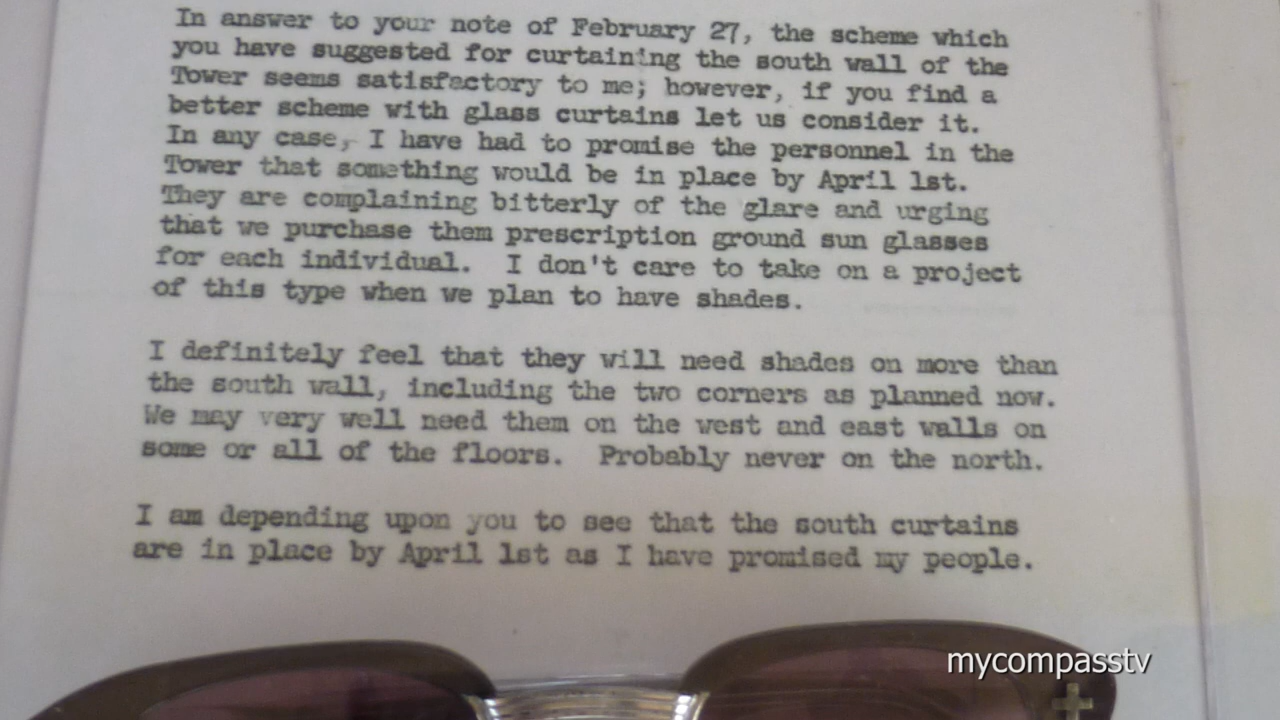 In answer to your note of February 27, the scheme which
you have suggested for curtaining the south wall of the
Tower seems satisfactory to me; however, if you find a
better scheme with glass curtains let us consider it.
In any case, I have had to promise the personnel in the
Tower that something would be in place by April 1st.
They are complaining bitterly of the glare and urging
that we purchase them prescription ground sun glasses
for each individual.  I don't care to take on a project
of this type when we plan to have shades.
I definitely feel that they will need shades on more than
the south wall, including the two corners as planned now.
We may very well need them on the west and east walls on
some or all of the floors.  Probably never on the north.
I am depending upon you to see that the south curtains
are in place by April 1st as I have promised my people.
mycompasstv